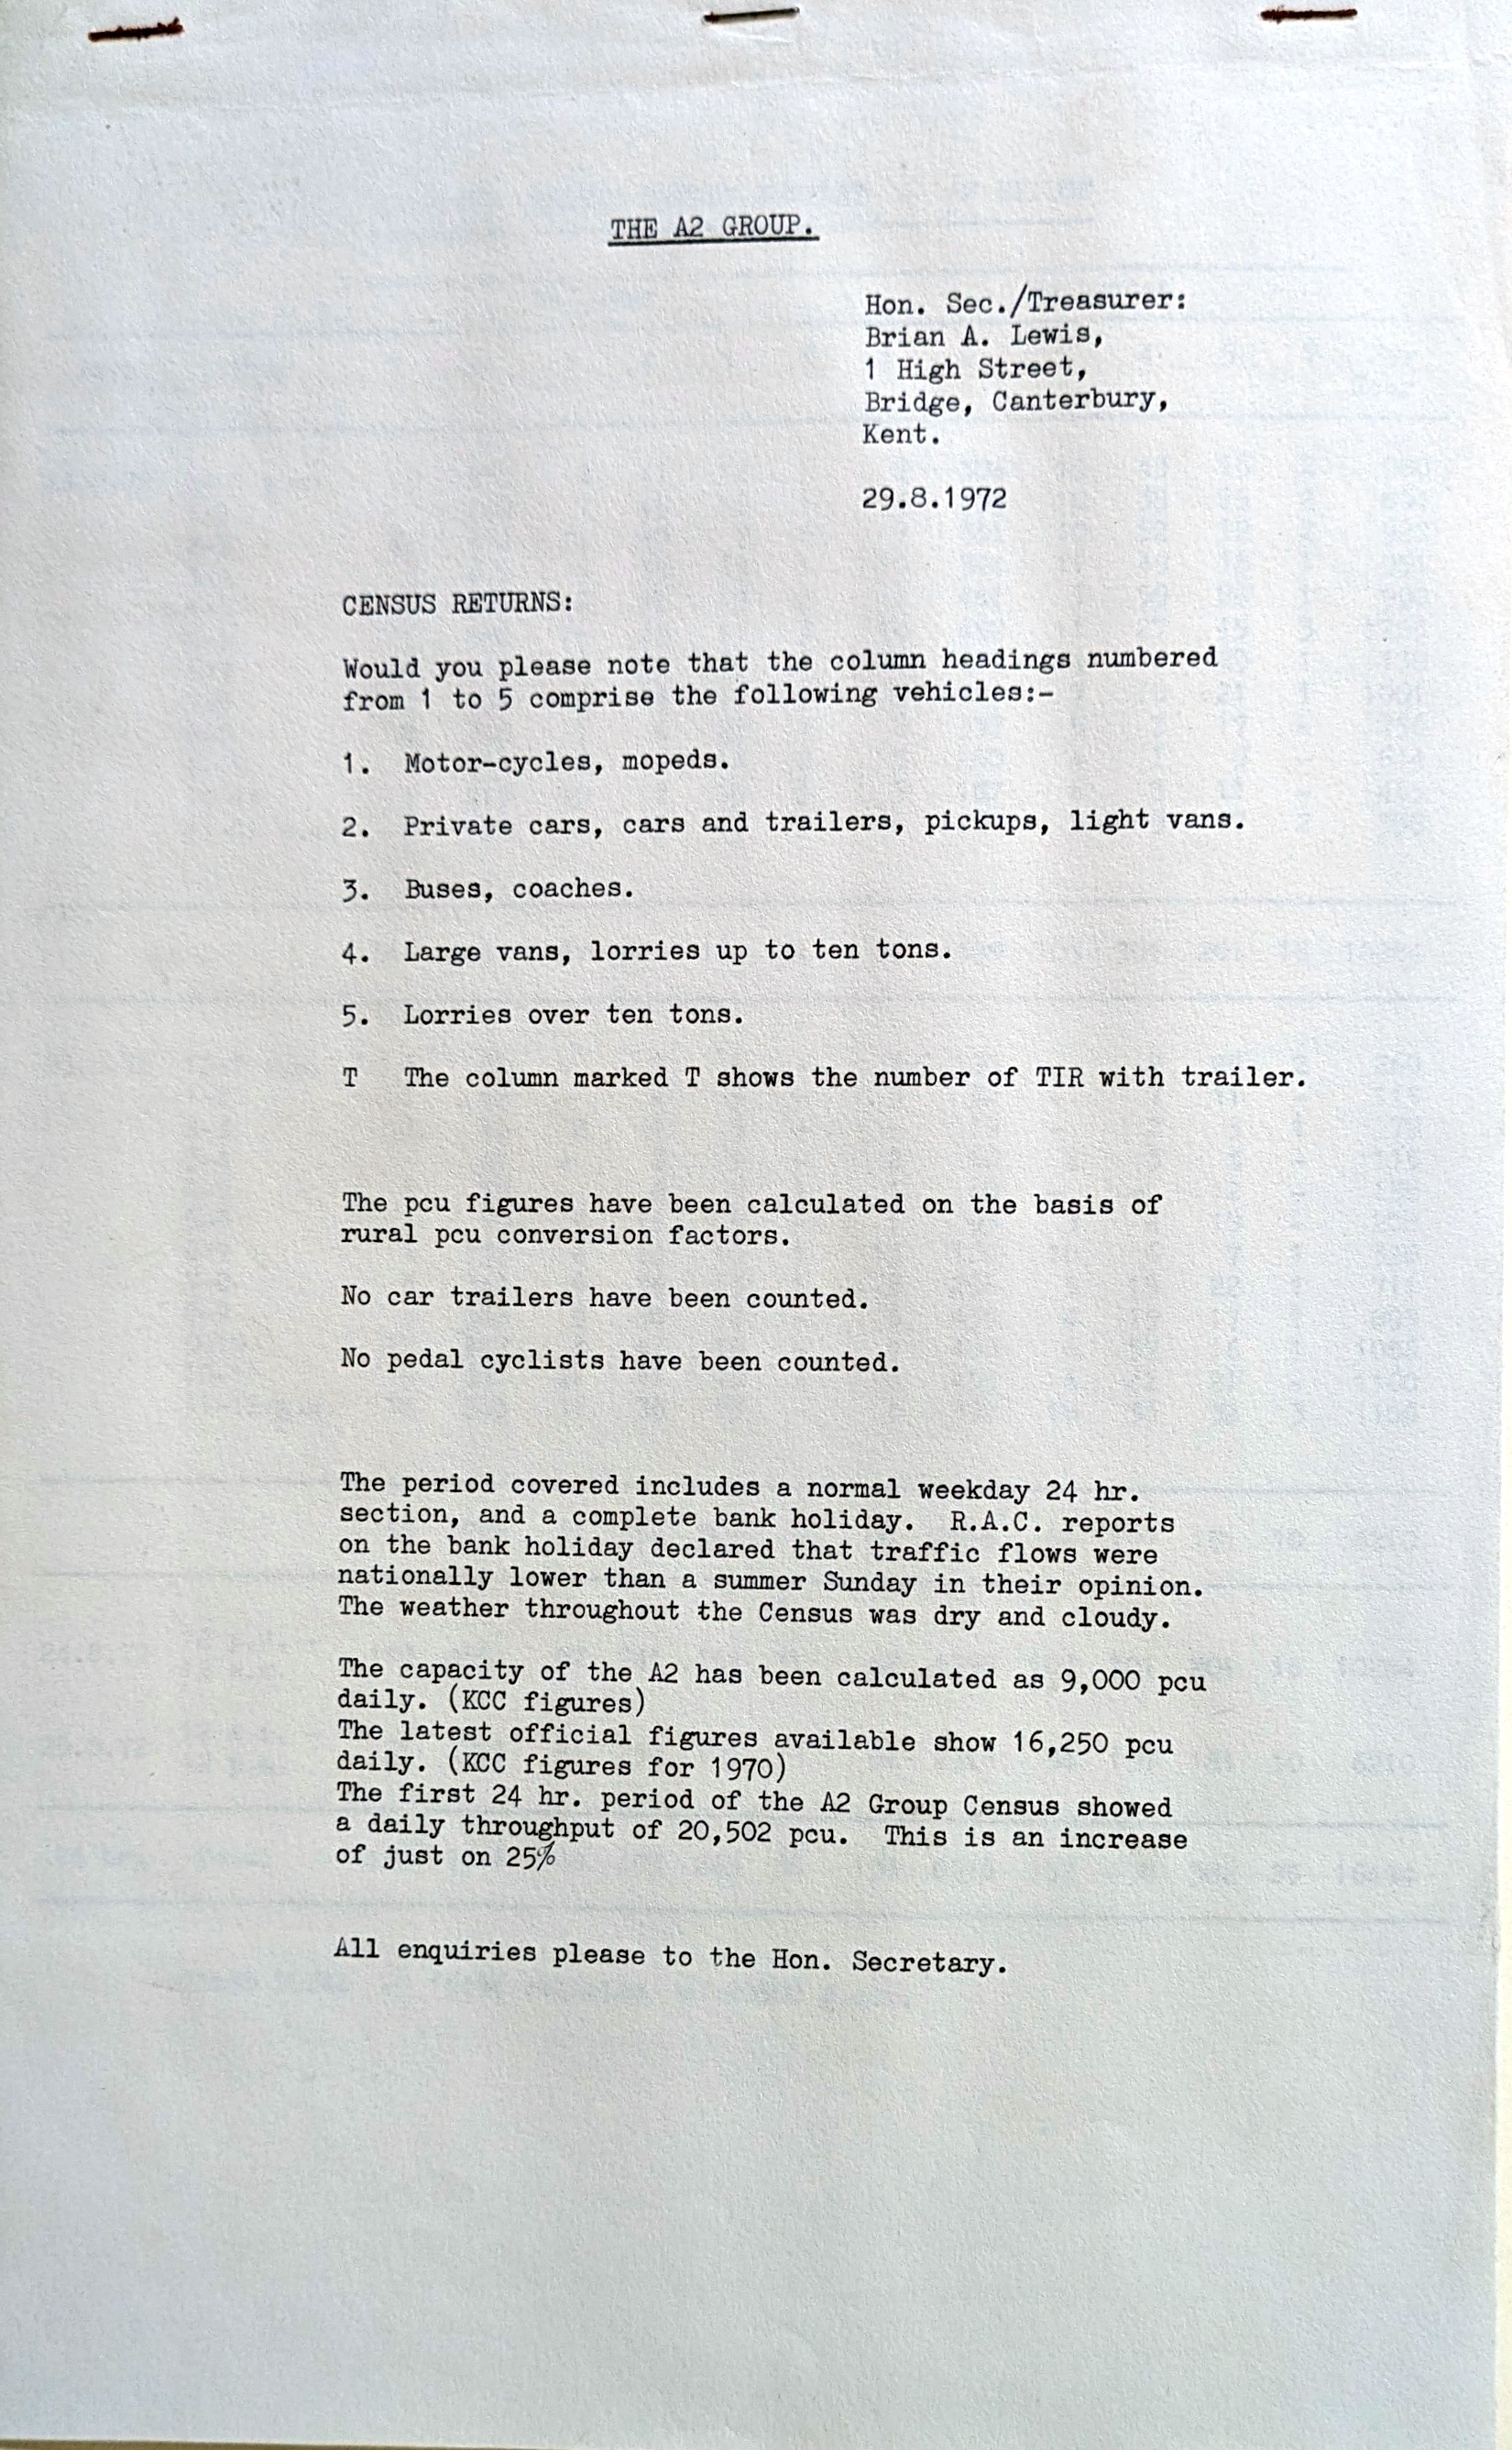 THE A2 GROUP.
Hon. Sec./Treasurer:
Brian A. Lewis,
1 High Street,
Bridge, Canterbury,
Kent.
29.8.1972
CENSUS RETURNS:
Would you please note that the column headings numbered
from 1 to 5 comprise the following vehicles:-
1. Motor-cycles, mopeds.
2. Private cars, cars and trailers, pickups, light vans.
3. Buses, coaches.
4. Large vans, lorries up to ten tons.
5. Lorries over ten tons.
T The column marked T shows the number of TIR with trailer.
The pcu figures have been calculated on the basis of
rural pcu conversion factors.
No car trailers have been counted.
No pedal cyclists have been counted.
The period covered includes a normal weekday 24 hr.
section, and a complete bank holiday. R.A.C. reports
on the bank holiday declared that traffic flows were
nationally lower than a summer Sunday in their opinion.
The weather throughout the Census was dry and cloudy.
The capacity of the A2 has been calculated as 9,000 pcu
daily. (KCC figures)
The latest official figures available show 16,250 pcu
daily. (KCC figures for 1970)
The first 24 hr. period of the A2 Group Census showed
a daily throughput of 20,502 pcu. This is an increase
of just on 25%
All enquiries please to the Hon. Secretary.